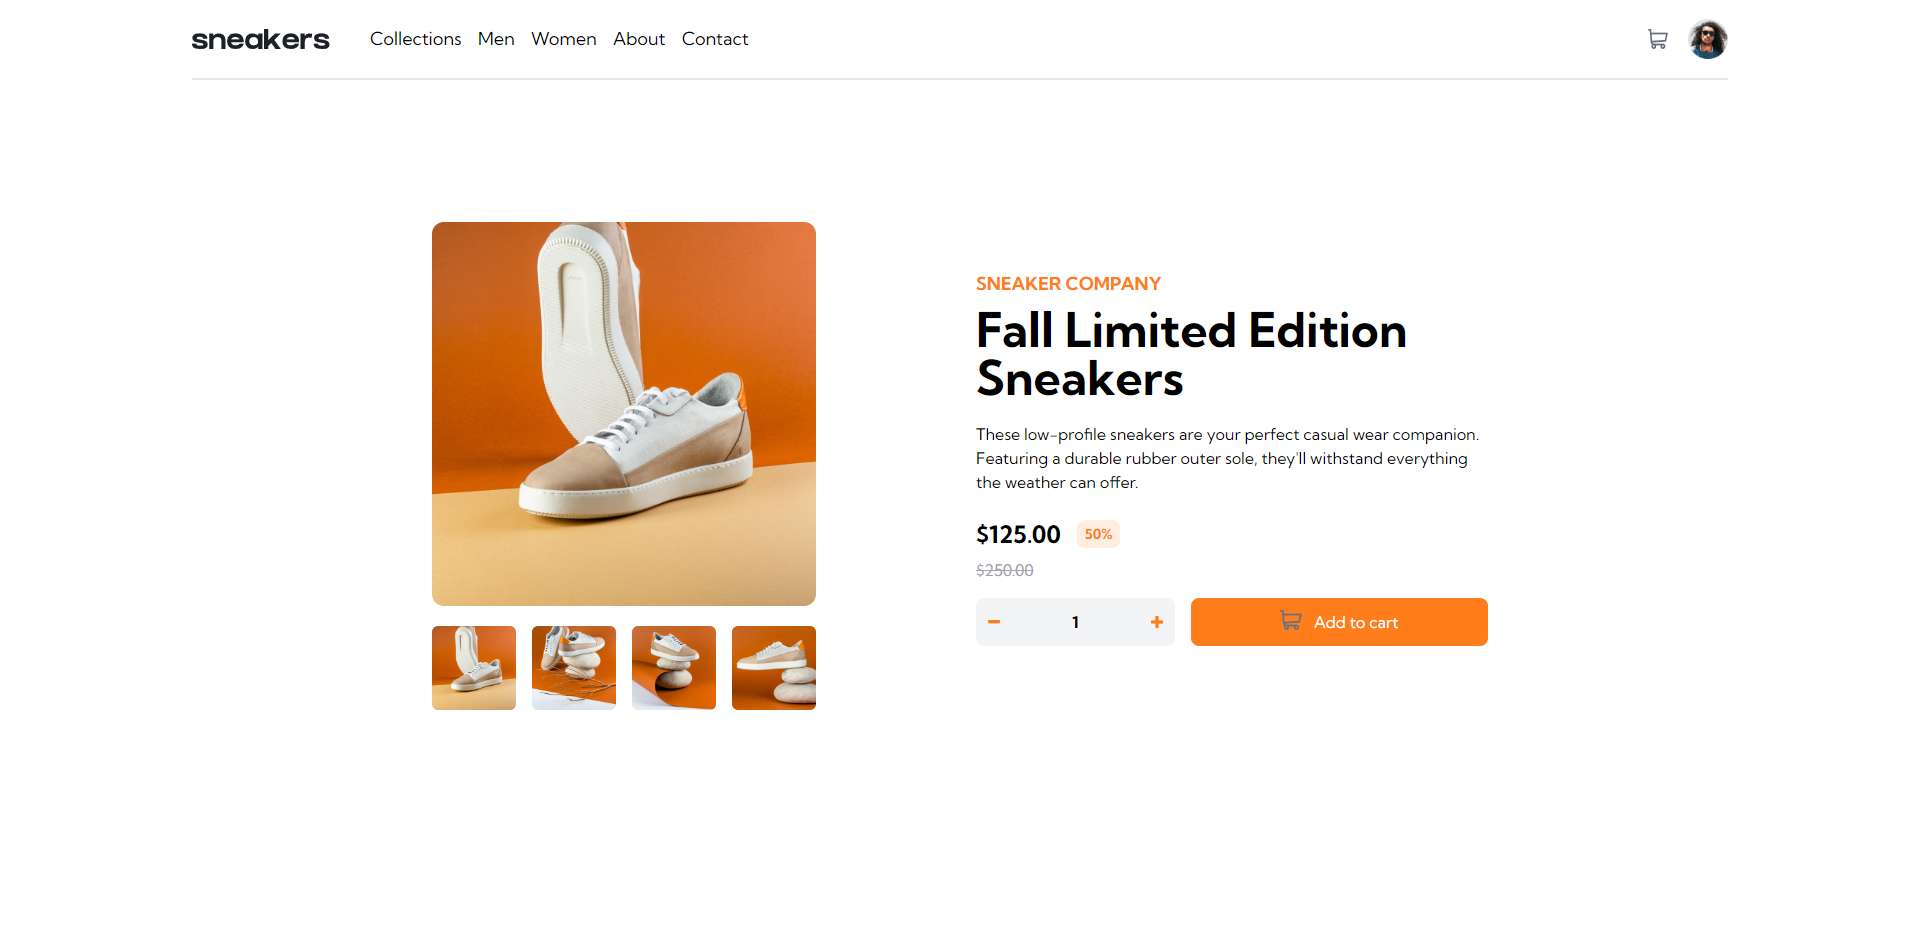 sneakers Collections Men Women About Contact
SNEAKER COMPANY
Fall Limited Edition
Sneakers
These low-profile sneakers are your perfect casual wear companion.
Featuring a durable rubber outer sole, they'll withstand everything
the weather can offer.
$125.00 50%
$250.00
1 Add to cart